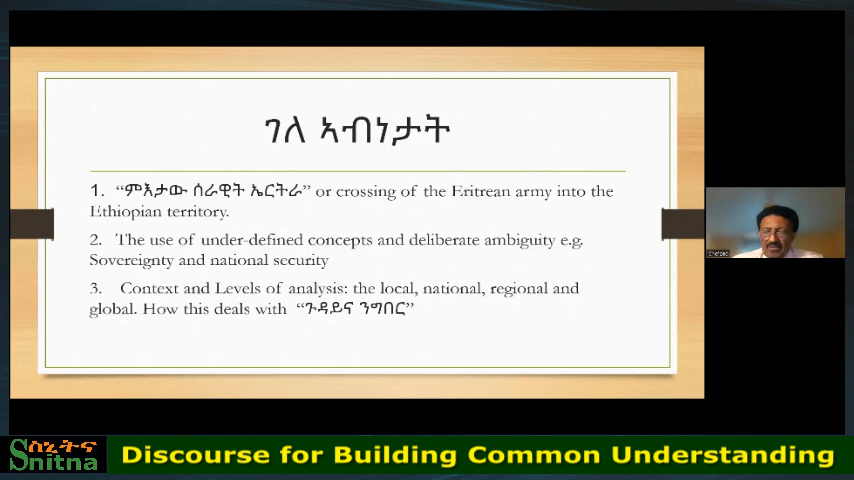 ገለ ኣብነታት
1. “ምእታው ሰራዊት ኤርትራ” or crossing of the Eritrean army into the
Ethiopian territory.
2. The use of under-defined concepts and deliberate ambiguity e.g.
Sovereignty and national security
3. Context and Levels of analysis: the local, national, regional and
global. How this deals with “ጉዳይና ንግበር”
ስኒትና
Snitna
Discourse for Building Common Understanding